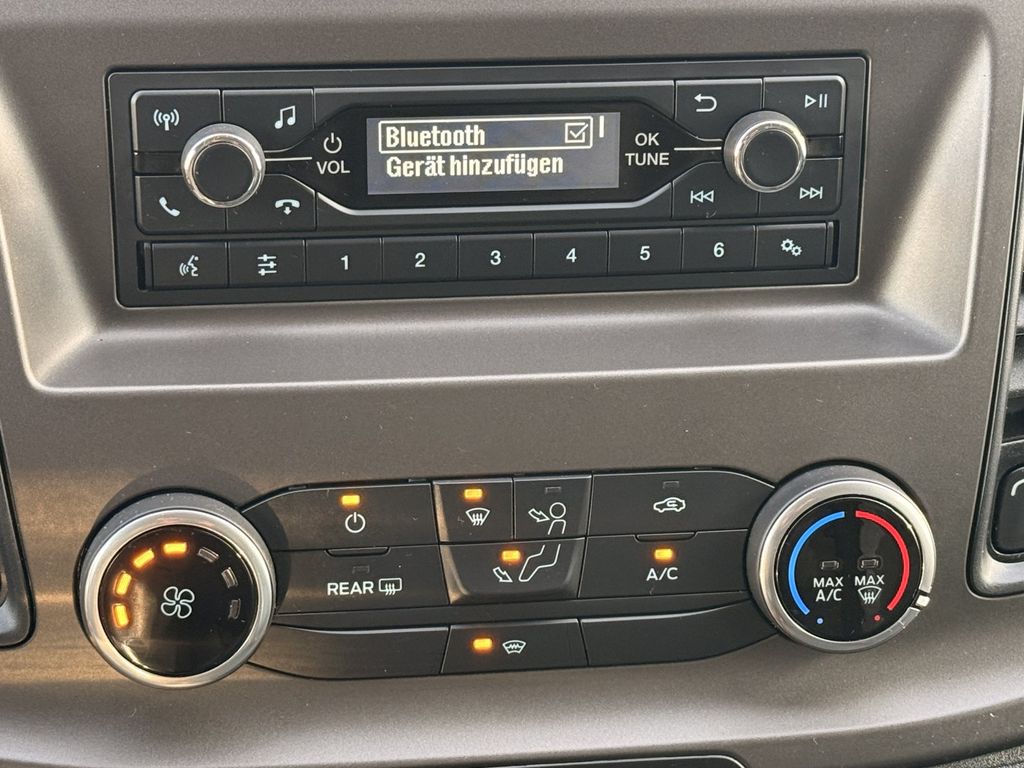 Bluetooth
Gerät hinzufügen
VOL
OK
TUNE
1 2 3 4 5 6
REAR
A/C
MAX
A/C
MAX